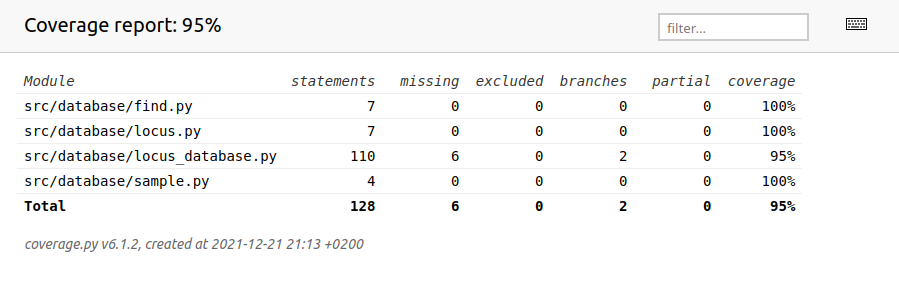 Coverage report: 95%
filter...
Module statements missing excluded branches partial coverage
src/database/find.py 7 0 0 0 0 100%
src/database/locus.py 7 0 0 0 0 100%
src/database/locus_database.py 110 6 0 2 0 95%
src/database/sample.py 4 0 0 0 0 100%
Total 128 6 0 2 0 95%
coverage.py v6.1.2, created at 2021-12-21 21:13 +0200